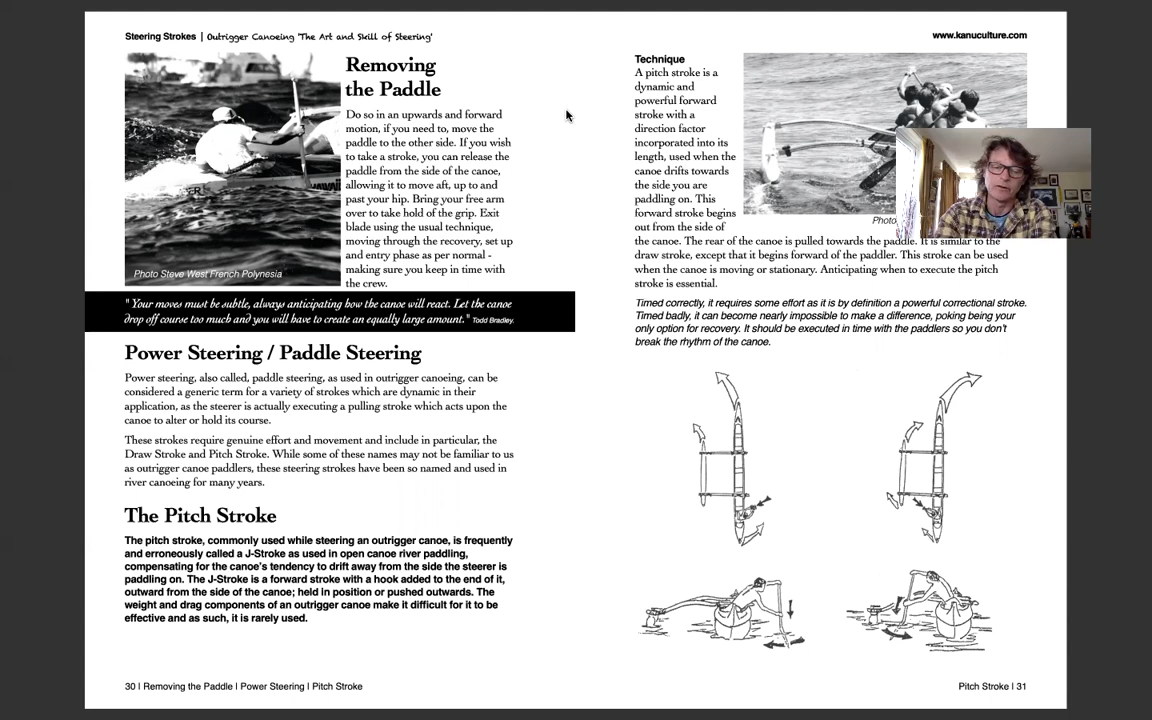 Steering Strokes | Outrigger Canoeing 'The Art and Skill of Steering'
Removing
the Paddle
Do so in an upwards and forward
motion, if you need to, move the
paddle to the other side. If you wish
to take a stroke, you can release the
paddle from the side of the canoe,
allowing it to move aft, up to and
past your hip. Bring your free arm
over to take hold of the grip. Exit
blade using the usual technique,
moving through the recovery, set up
and entry phase as per normal -
making sure you keep in time with
the crew.
Photo Steve West French Polynesia
" Your moves must be subtle, always anticipating how the canoe will react. Let the canoe
drop off course too much and you will have to create an equally large amount." Todd Bradley.
Power Steering / Paddle Steering
Power steering, also called, paddle steering, as used in outrigger canoeing, can be
considered a generic term for a variety of strokes which are dynamic in their
application, as the steerer is actually executing a pulling stroke which acts upon the
canoe to alter or hold its course.
These strokes require genuine effort and movement and include in particular, the
Draw Stroke and Pitch Stroke. While some of these names may not be familiar to us
as outrigger canoe paddlers, these steering strokes have been so named and used in
river canoeing for many years.
The Pitch Stroke
The pitch stroke, commonly used while steering an outrigger canoe, is frequently
and erroneously called a J-Stroke as used in open canoe river paddling,
compensating for the canoe's tendency to drift away from the side the steerer is
paddling on. The J-Stroke is a forward stroke with a hook added to the end of it,
outward from the side of the canoe; held in position or pushed outwards. The
weight and drag components of an outrigger canoe make it difficult for it to be
effective and as such, it is rarely used.
30 | Removing the Paddle | Power Steering | Pitch Stroke
www.kanuculture.com
Technique
A pitch stroke is a
dynamic and
powerful forward
stroke with a
direction factor
incorporated into its
length, used when the
canoe drifts towards
the side you are
paddling on. This
forward stroke begins
out from the side of
the canoe. The rear of the canoe is pulled towards the paddle. It is similar to the
draw stroke, except that it begins forward of the paddler. This stroke can be used
when the canoe is moving or stationary. Anticipating when to execute the pitch
stroke is essential.
Photo
Timed correctly, it requires some effort as it is by definition a powerful correctional stroke.
Timed badly, it can become nearly impossible to make a difference, poking being your
only option for recovery. It should be executed in time with the paddlers so you don't
break the rhythm of the canoe.
Pitch Stroke | 31